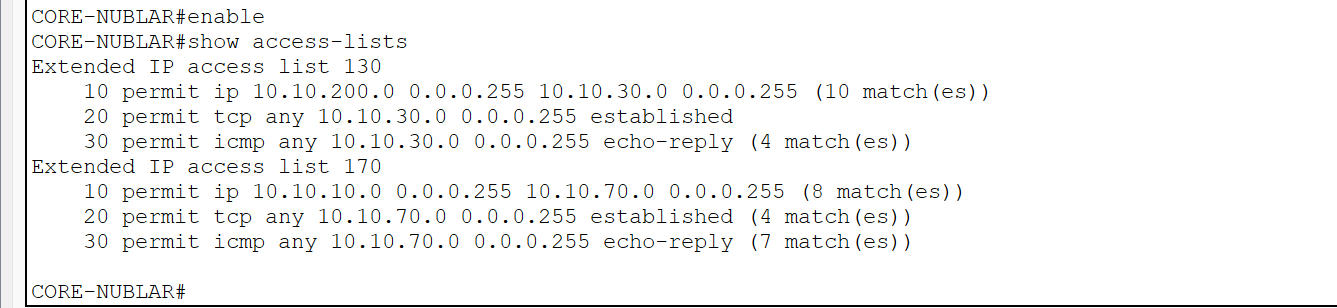 CORE-NUBLAR#enable
CORE-NUBLAR#show access-lists
Extended IP access list 130
    10 permit ip 10.10.200.0 0.0.0.255 10.10.30.0 0.0.0.255 (10 match(es))
    20 permit tcp any 10.10.30.0 0.0.0.255 established
    30 permit icmp any 10.10.30.0 0.0.0.255 echo-reply (4 match(es))
Extended IP access list 170
    10 permit ip 10.10.10.0 0.0.0.255 10.10.70.0 0.0.0.255 (8 match(es))
    20 permit tcp any 10.10.70.0 0.0.0.255 established (4 match(es))
    30 permit icmp any 10.10.70.0 0.0.0.255 echo-reply (7 match(es))
CORE-NUBLAR#